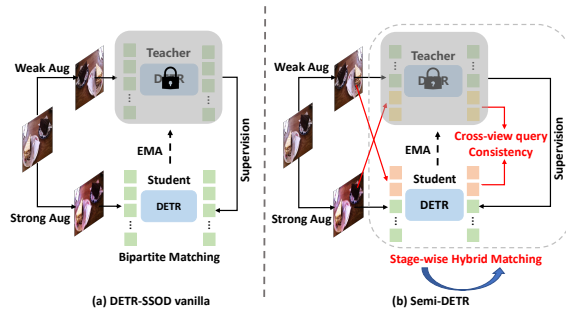 Teacher
Weak Aug
DETR
EMA
Supervision
Student
Strong Aug
DETR
Bipartite Matching
(a) DETR-SSOD vanilla
Teacher
Weak Aug
DETR
Cross-view query
Consistency
EMA
Supervision
Student
Strong Aug
DETR
Stage-wise Hybrid Matching
(b) Semi-DETR